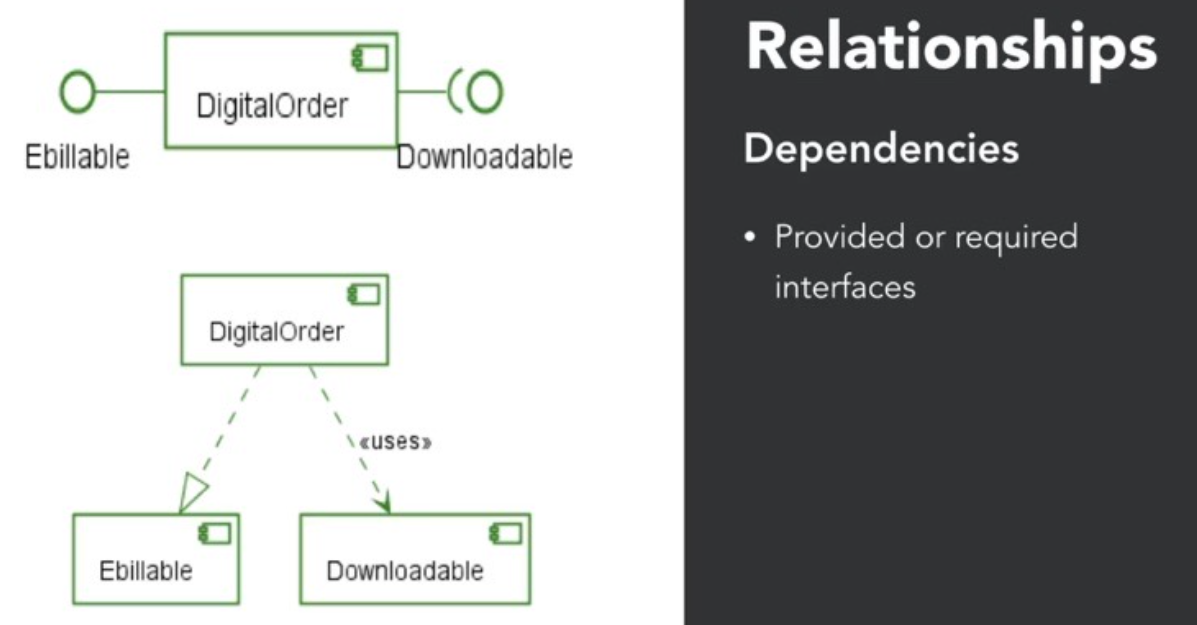 DigitalOrder
Ebillable
Downloadable
DigitalOrder
«uses»
Ebillable
Downloadable
Relationships
Dependencies
• Provided or required
interfaces